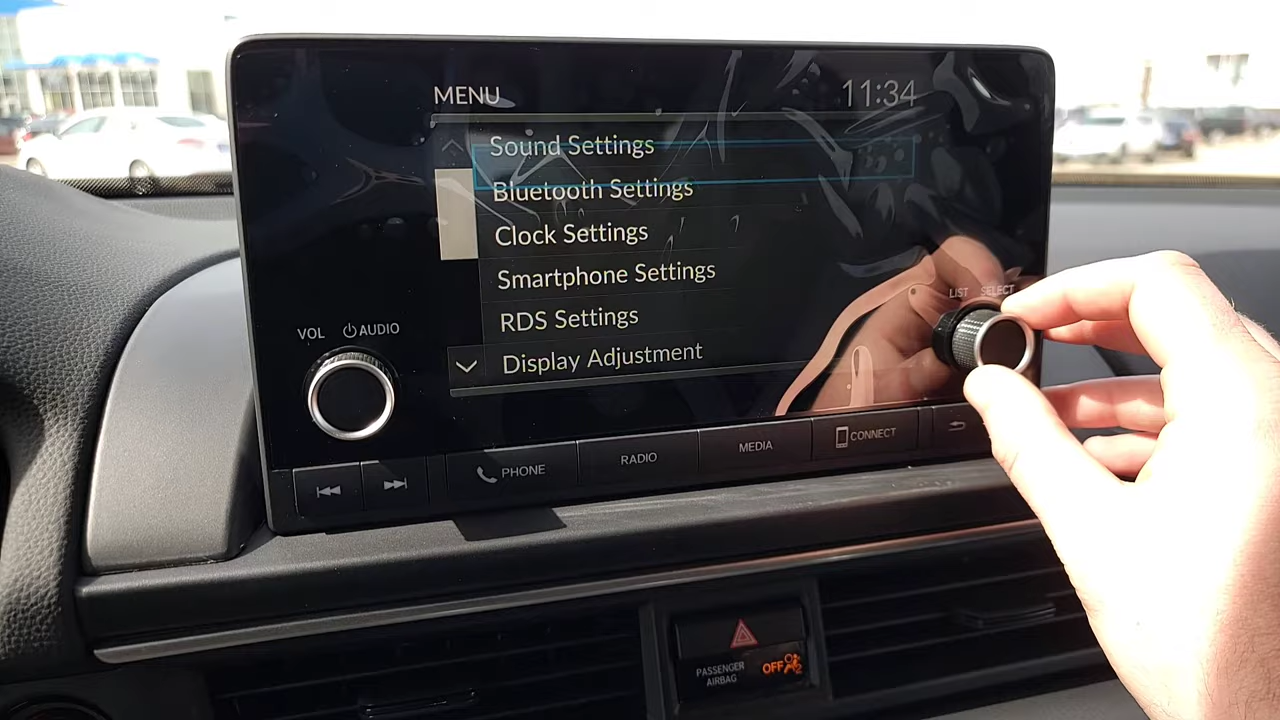 MENU
11:34
Sound Settings
Bluetooth Settings
Clock Settings
Smartphone Settings
RDS Settings
Display Adjustment
VOL
AUDIO
LIST
SELECT
PHONE
RADIO
MEDIA
CONNECT
PASSENGER
AIRBAG
OFF